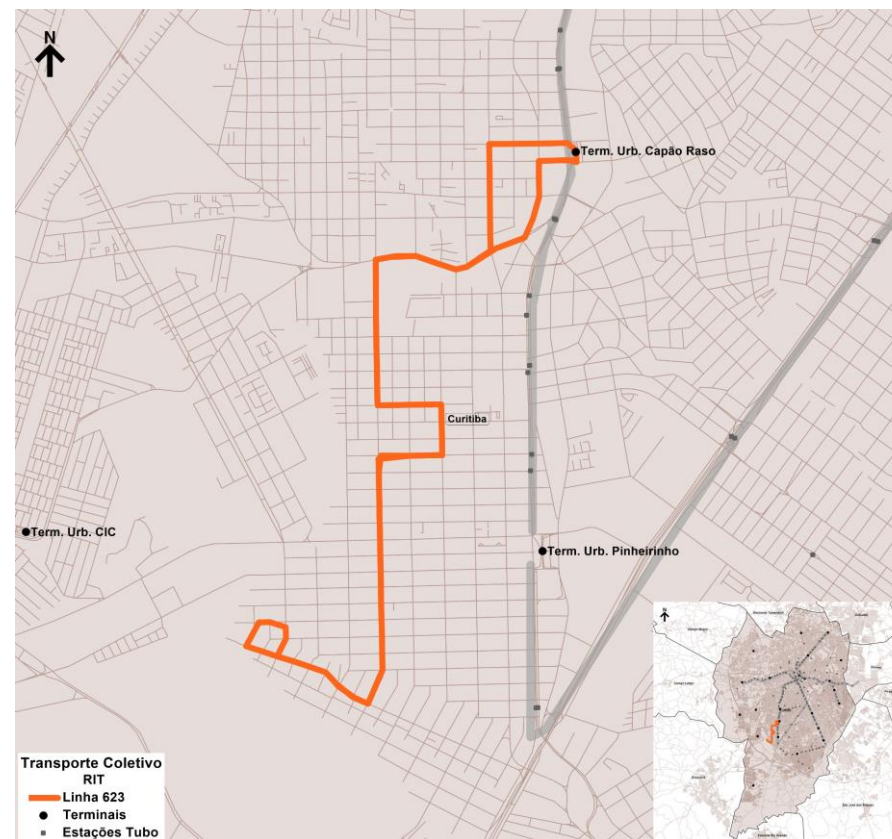 N
Term. Urb. Capão Raso
Curitiba
Term. Urb. CIC
Term. Urb. Pinheirinho
Transporte Coletivo
RIT
Linha 623
Terminais
Estações Tubo
N